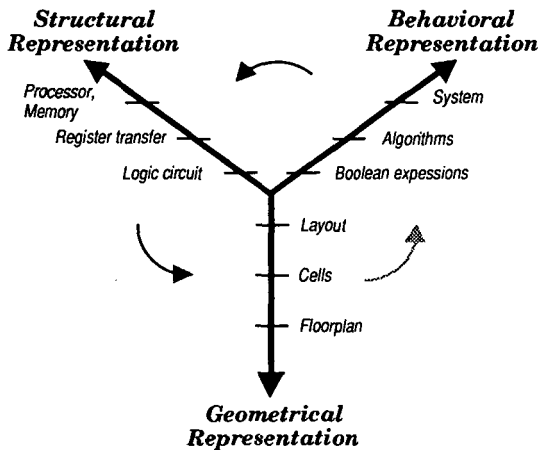 Structural
Representation
Behavioral
Representation
Processor,
Memory
Register transfer
Logic circuit
System
Algorithms
Boolean expessions
Layout
Cells
Floorplan
Geometrical
Representation